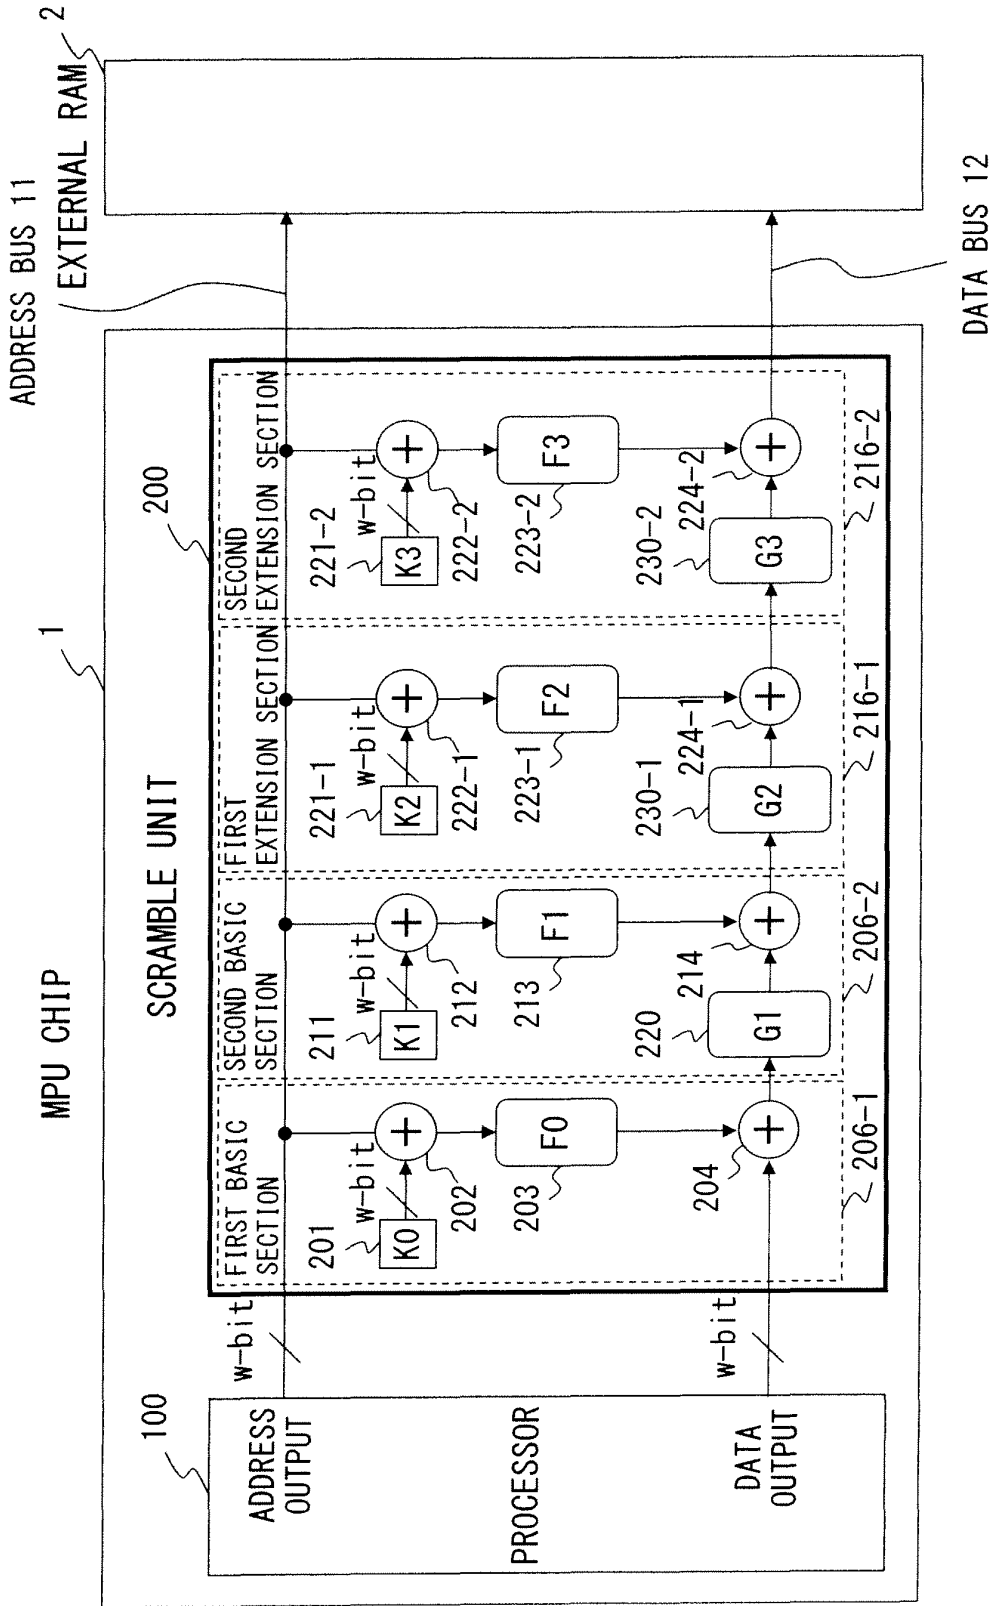 MPU CHIP
1
ADDRESS BUS 11
EXTERNAL RAM
2
SCRAMBLE UNIT
200
100
ADDRESS
OUTPUT
PROCESSOR
DATA
OUTPUT
w-bit
w-bit
FIRST BASIC
SECTION
201
K0
w-bit
202
F0
203
204
206-1
SECOND BASIC
SECTION
211
K1
w-bit
212
F1
213
214
220
G1
206-2
FIRST
EXTENSION SECTION
221-1
K2
w-bit
222-1
F2
223-1
224-1
230-1
G2
216-1
SECOND
EXTENSION SECTION
221-2
K3
w-bit
222-2
F3
223-2
224-2
230-2
G3
216-2
DATA BUS 12